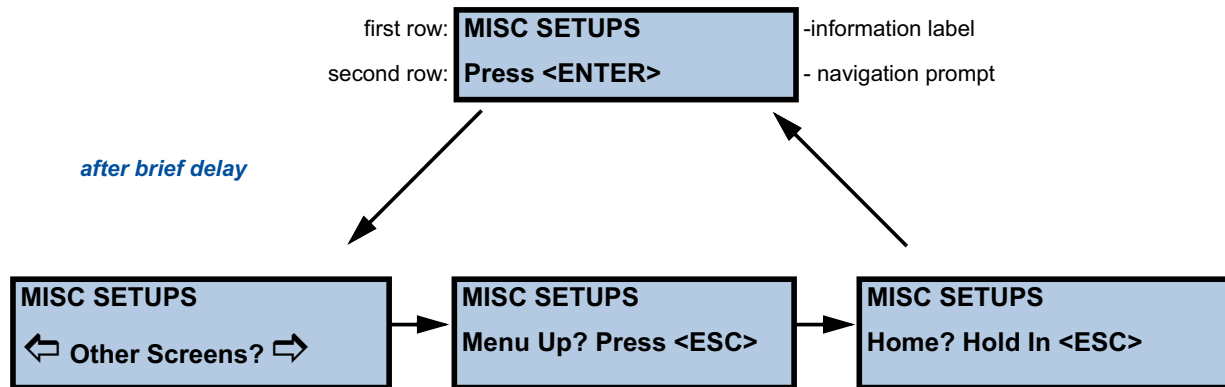 first row: MISC SETUPS -information label
second row: Press <ENTER> - navigation prompt
after brief delay
MISC SETUPS
⇦ Other Screens? ⇨
MISC SETUPS
Menu Up? Press <ESC>
MISC SETUPS
Home? Hold In <ESC>